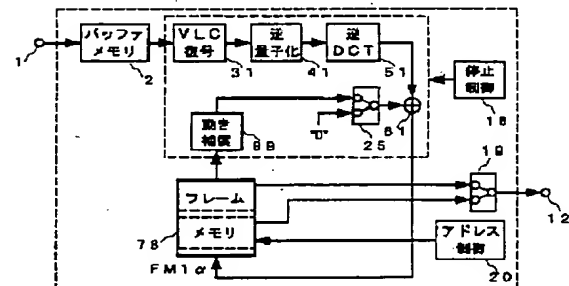 バッファ
メモリ
VLC
復号
逆
量子化
逆
DCT
1
2
31
41
51
停止
制御
18
動き
補償
"0"
25
61
19
フレーム
メモリ
78
12
アドレス
制御
20
FM1α